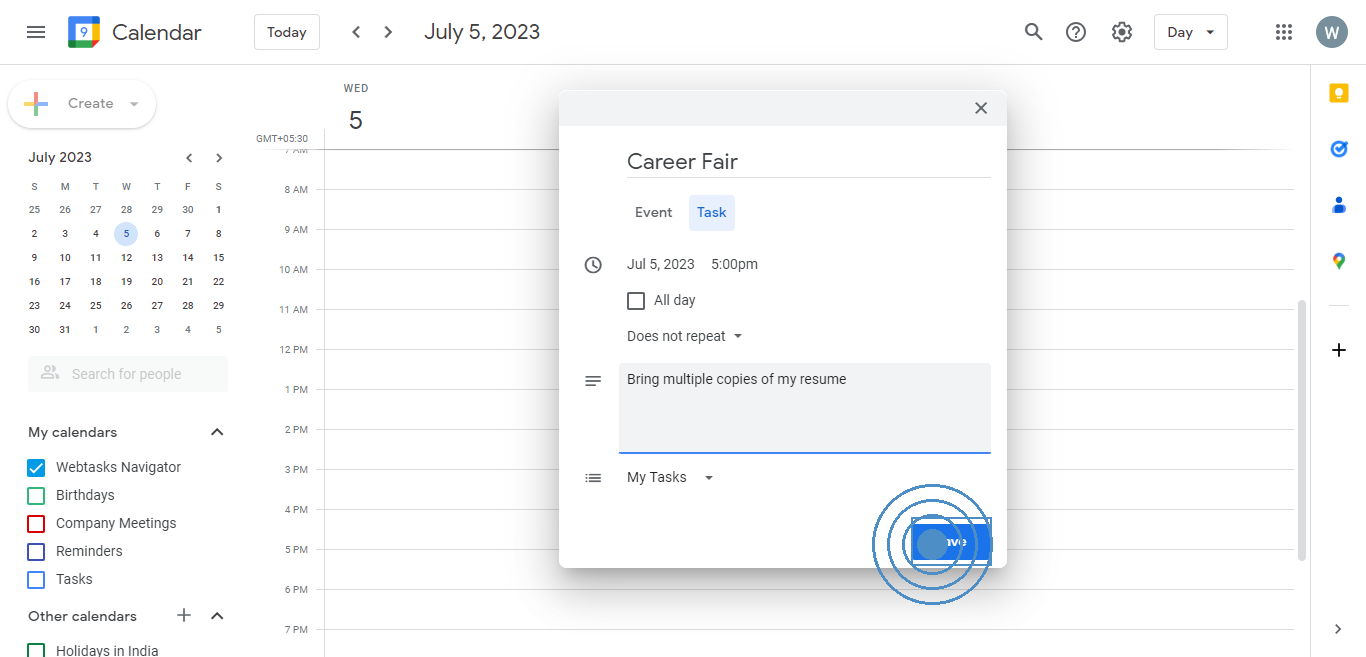 9 Calendar Today July 5, 2023 Day W
Create
July 2023
S M T W T F S
25 26 27 28 29 30 1
2 3 4 5 6 7 8
9 10 11 12 13 14 15
16 17 18 19 20 21 22
23 24 25 26 27 28 29
30 31 1 2 3 4 5
Search for people
My calendars
Webtasks Navigator
Birthdays
Company Meetings
Reminders
Tasks
Other calendars
Holidays in India
WED
5
GMT+05:30
7 AM
8 AM
9 AM
10 AM
11 AM
12 PM
1 PM
2 PM
3 PM
4 PM
5 PM
6 PM
7 PM
Career Fair
Event Task
Jul 5, 2023 5:00pm
All day
Does not repeat
Bring multiple copies of my resume
My Tasks